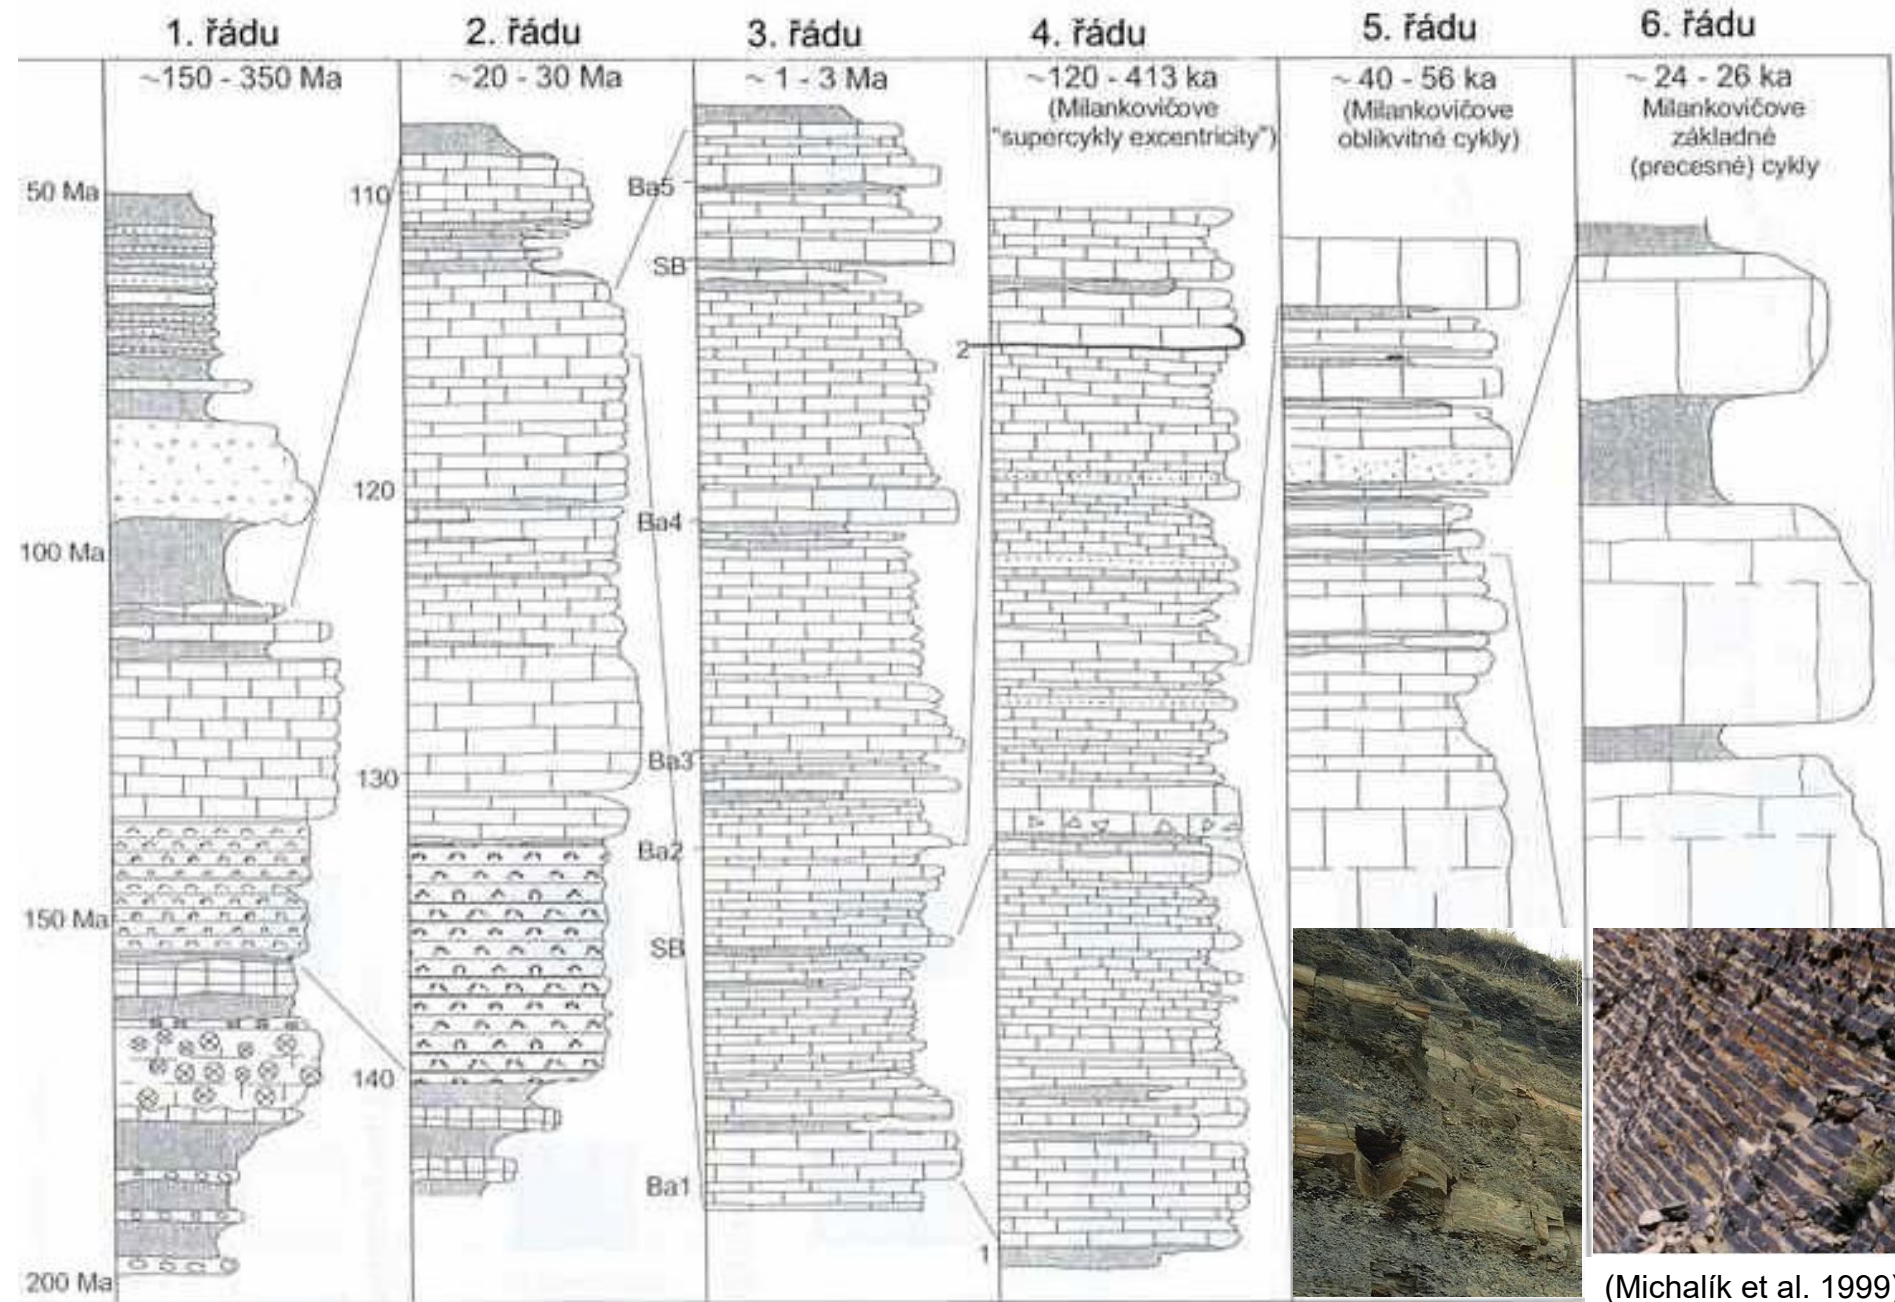 1. řádu
2. řádu
3. řádu
4. řádu
5. řádu
6. řádu
~150 - 350 Ma
~20 - 30 Ma
~ 1 - 3 Ma
~120 - 413 ka
(Milankovičove
"supercykly excentricity")
~ 40 - 56 ka
(Milankovičove
oblikvitné cykly)
~ 24 - 26 ka
Milankovičove
základné
(precesné) cykly
50 Ma
100 Ma
150 Ma
200 Ma
110
120
130
140
Ba5
SB
Ba4
Ba3
Ba2
SB
Ba1
2
1
(Michalík et al. 1999)